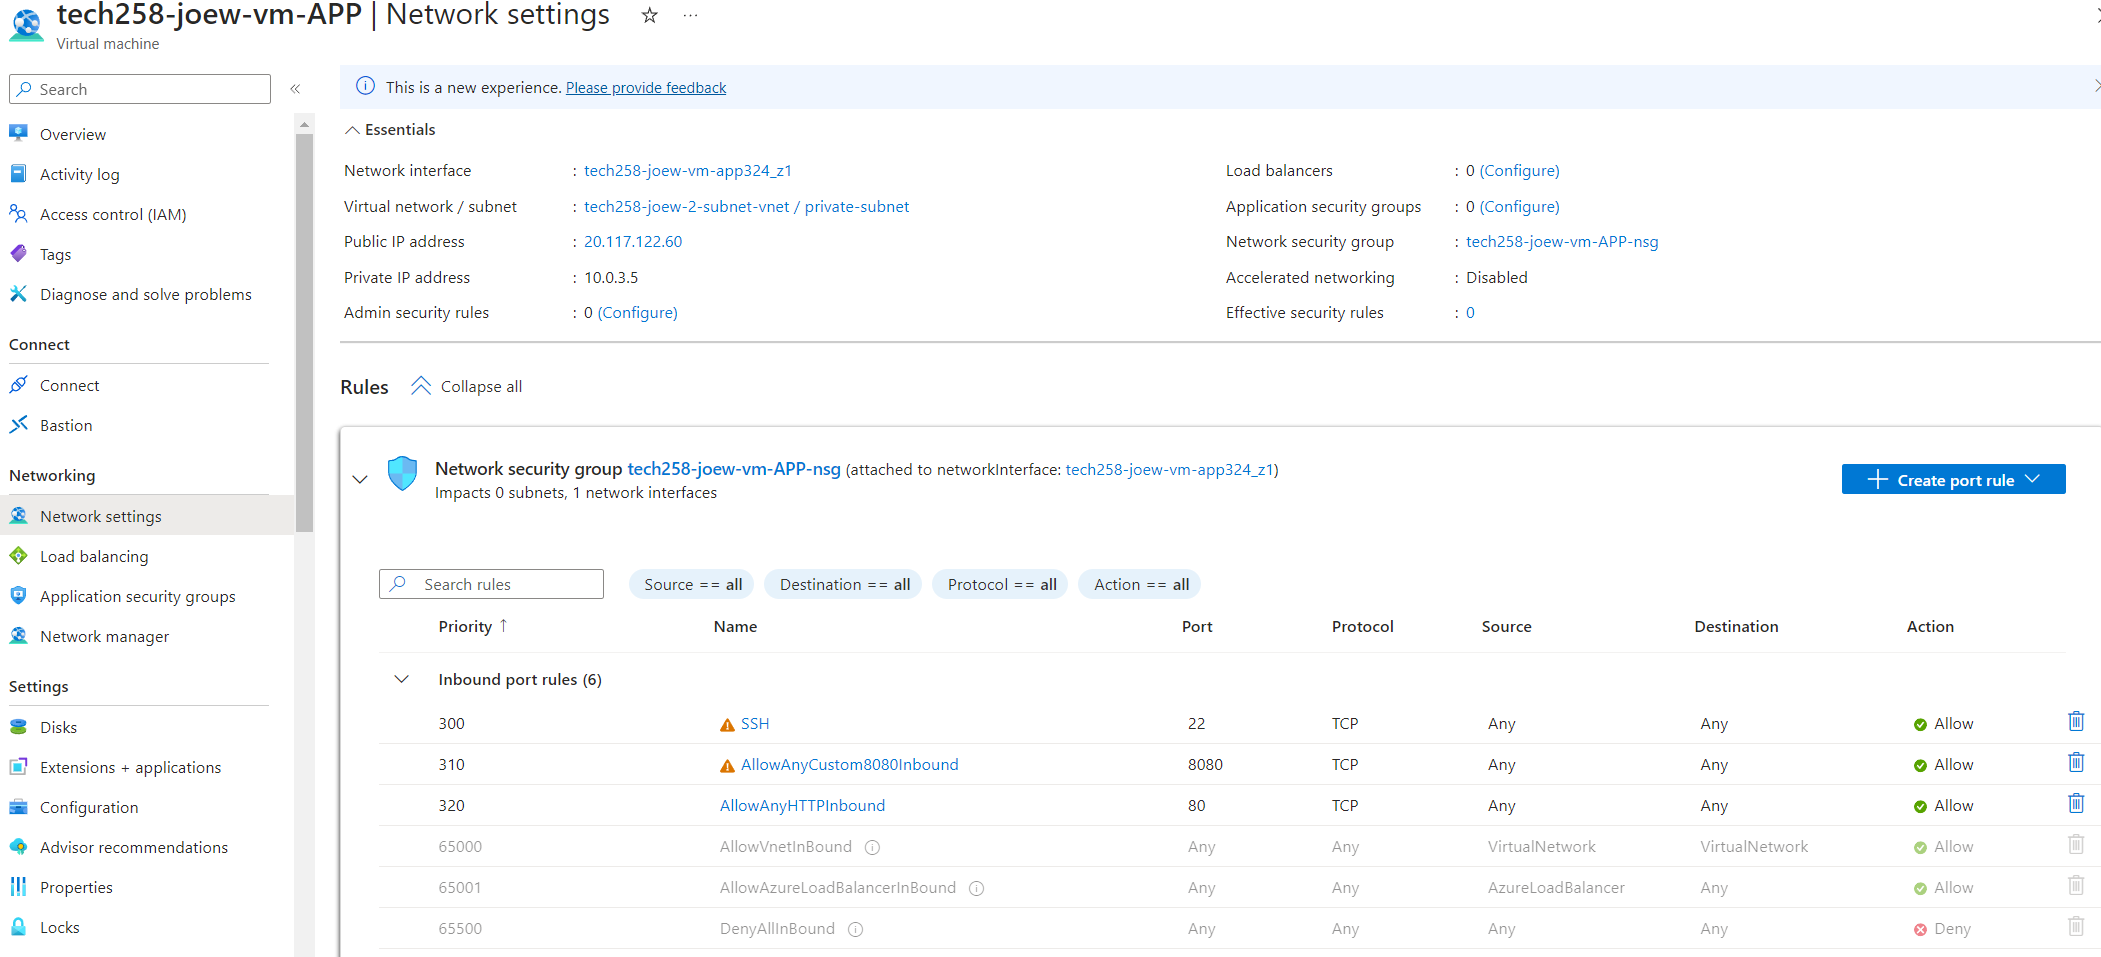 tech258-joew-vm-APP | Network settings ☆ ...
Virtual machine
Search «
Overview
Activity log
Access control (IAM)
Tags
Diagnose and solve problems
Connect
Connect
Bastion
Networking
Network settings
Load balancing
Application security groups
Network manager
Settings
Disks
Extensions + applications
Configuration
Advisor recommendations
Properties
Locks
This is a new experience. Please provide feedback
Essentials
Network interface : tech258-joew-vm-app324_z1
Virtual network / subnet : tech258-joew-2-subnet-vnet / private-subnet
Public IP address : 20.117.122.60
Private IP address : 10.0.3.5
Admin security rules : 0 (Configure)
Load balancers : 0 (Configure)
Application security groups : 0 (Configure)
Network security group : tech258-joew-vm-APP-nsg
Accelerated networking : Disabled
Effective security rules : 0
Rules Collapse all
Network security group tech258-joew-vm-APP-nsg (attached to networkInterface: tech258-joew-vm-app324_z1)
Impacts 0 subnets, 1 network interfaces
+ Create port rule
Search rules Source == all Destination == all Protocol == all Action == all
Priority ↑ Name Port Protocol Source Destination Action
Inbound port rules (6)
300 SSH 22 TCP Any Any Allow
310 AllowAnyCustom8080Inbound 8080 TCP Any Any Allow
320 AllowAnyHTTPInbound 80 TCP Any Any Allow
65000 AllowVnetInBound Any Any VirtualNetwork VirtualNetwork Allow
65001 AllowAzureLoadBalancerInBound Any Any AzureLoadBalancer Any Allow
65500 DenyAllInBound Any Any Any Any Deny